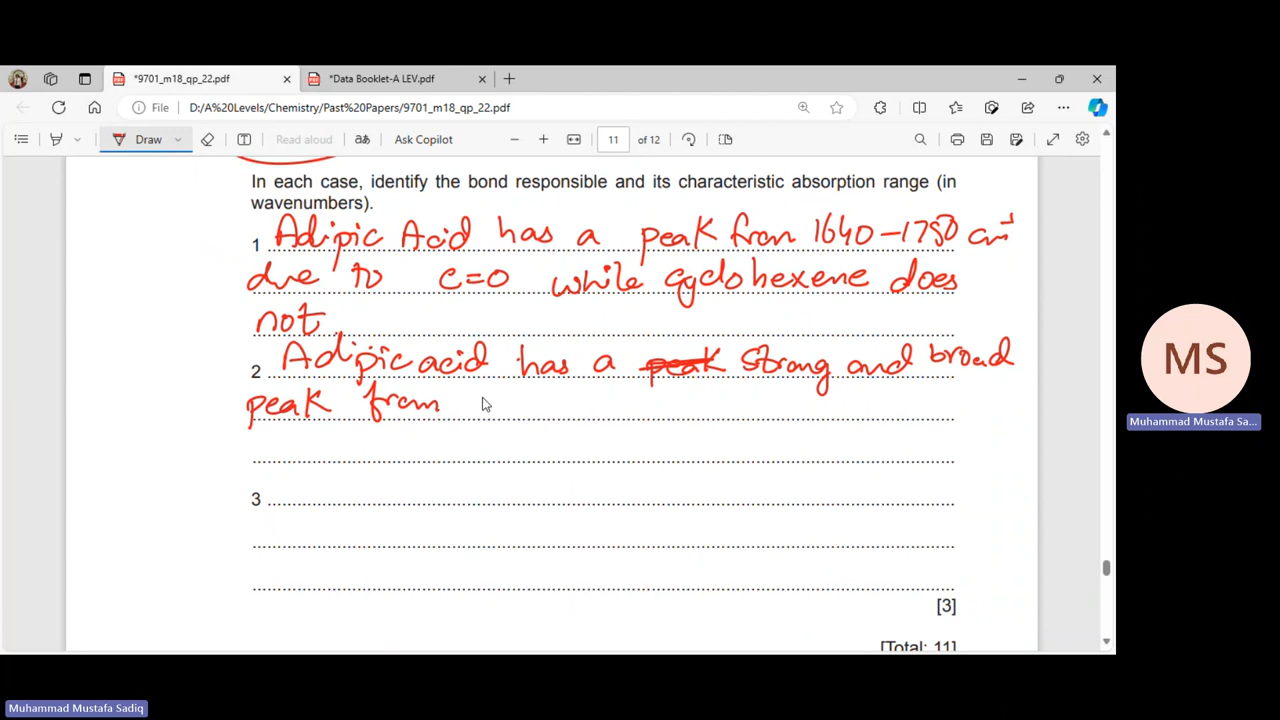 *9701_m18_qp_22.pdf
*Data Booklet-A LEV.pdf
File
D:/A%20Levels/Chemistry/Past%20Papers/9701_m18_qp_22.pdf
Draw
Read aloud
aあ
Ask Copilot
11
of 12
In each case, identify the bond responsible and its characteristic absorption range (in
wavenumbers).
1 Adipic Acid has a peak from 1640-1750 cm⁻¹
due to C=O while cyclohexene does
not.
2 Adipic acid has a peak strong and broad
peak from
3
[3]
[Total: 11]
MS
Muhammad Mustafa Sa...
Muhammad Mustafa Sadiq